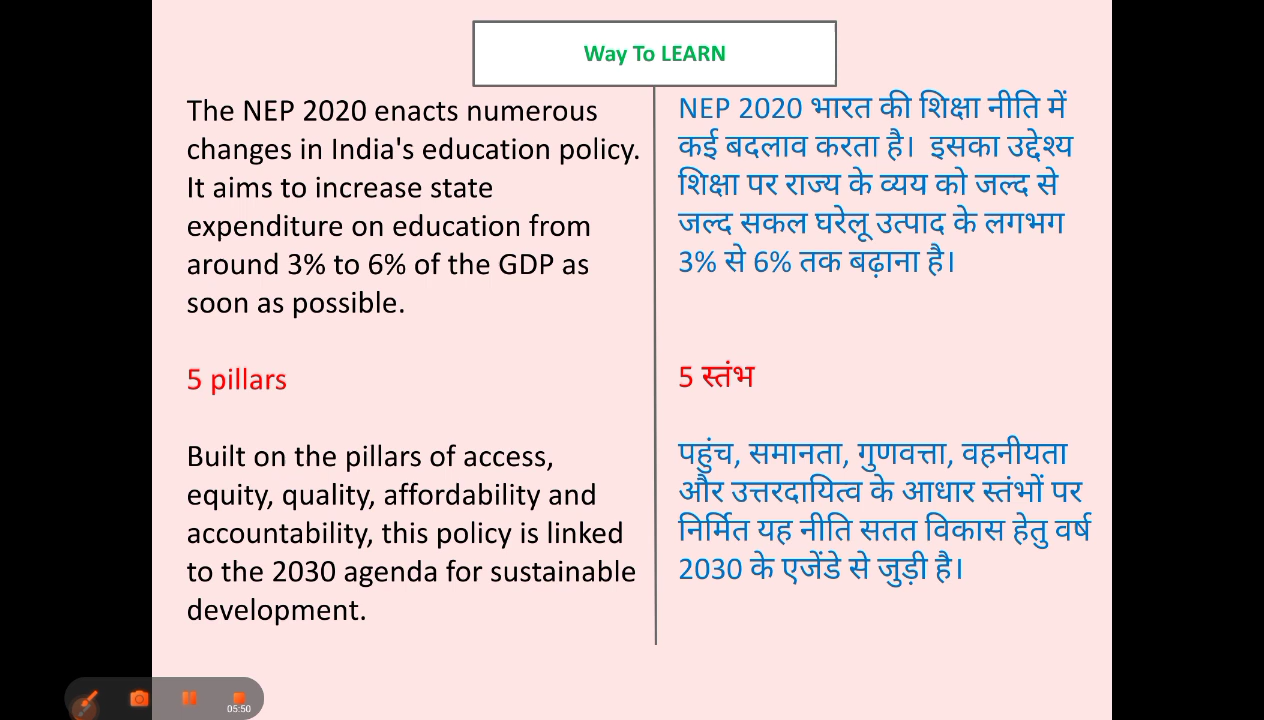 Way To LEARN
The NEP 2020 enacts numerous
changes in India's education policy.
It aims to increase state
expenditure on education from
around 3% to 6% of the GDP as
soon as possible.
5 pillars
Built on the pillars of access,
equity, quality, affordability and
accountability, this policy is linked
to the 2030 agenda for sustainable
development.
NEP 2020 भारत की शिक्षा नीति में
कई बदलाव करता है। इसका उद्देश्य
शिक्षा पर राज्य के व्यय को जल्द से
जल्द सकल घरेलू उत्पाद के लगभग
3% से 6% तक बढ़ाना है।
5 स्तंभ
पहुंच, समानता, गुणवत्ता, वहनीयता
और उत्तरदायित्व के आधार स्तंभों पर
निर्मित यह नीति सतत विकास हेतु वर्ष
2030 के एजेंडे से जुड़ी है।
05:50